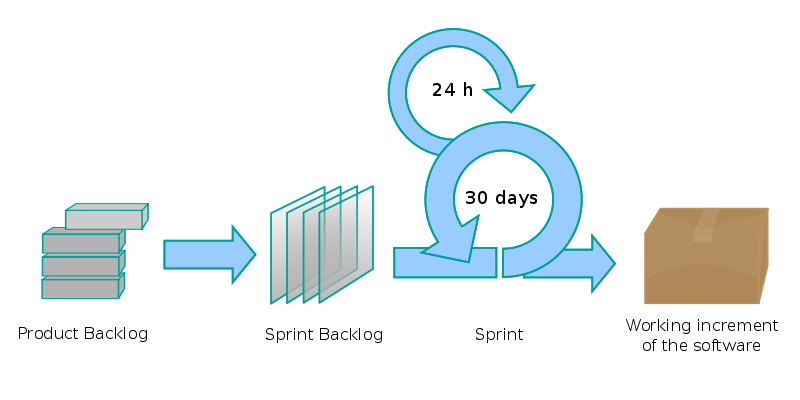 24 h
30 days
Product Backlog
Sprint Backlog
Sprint
Working increment
of the software